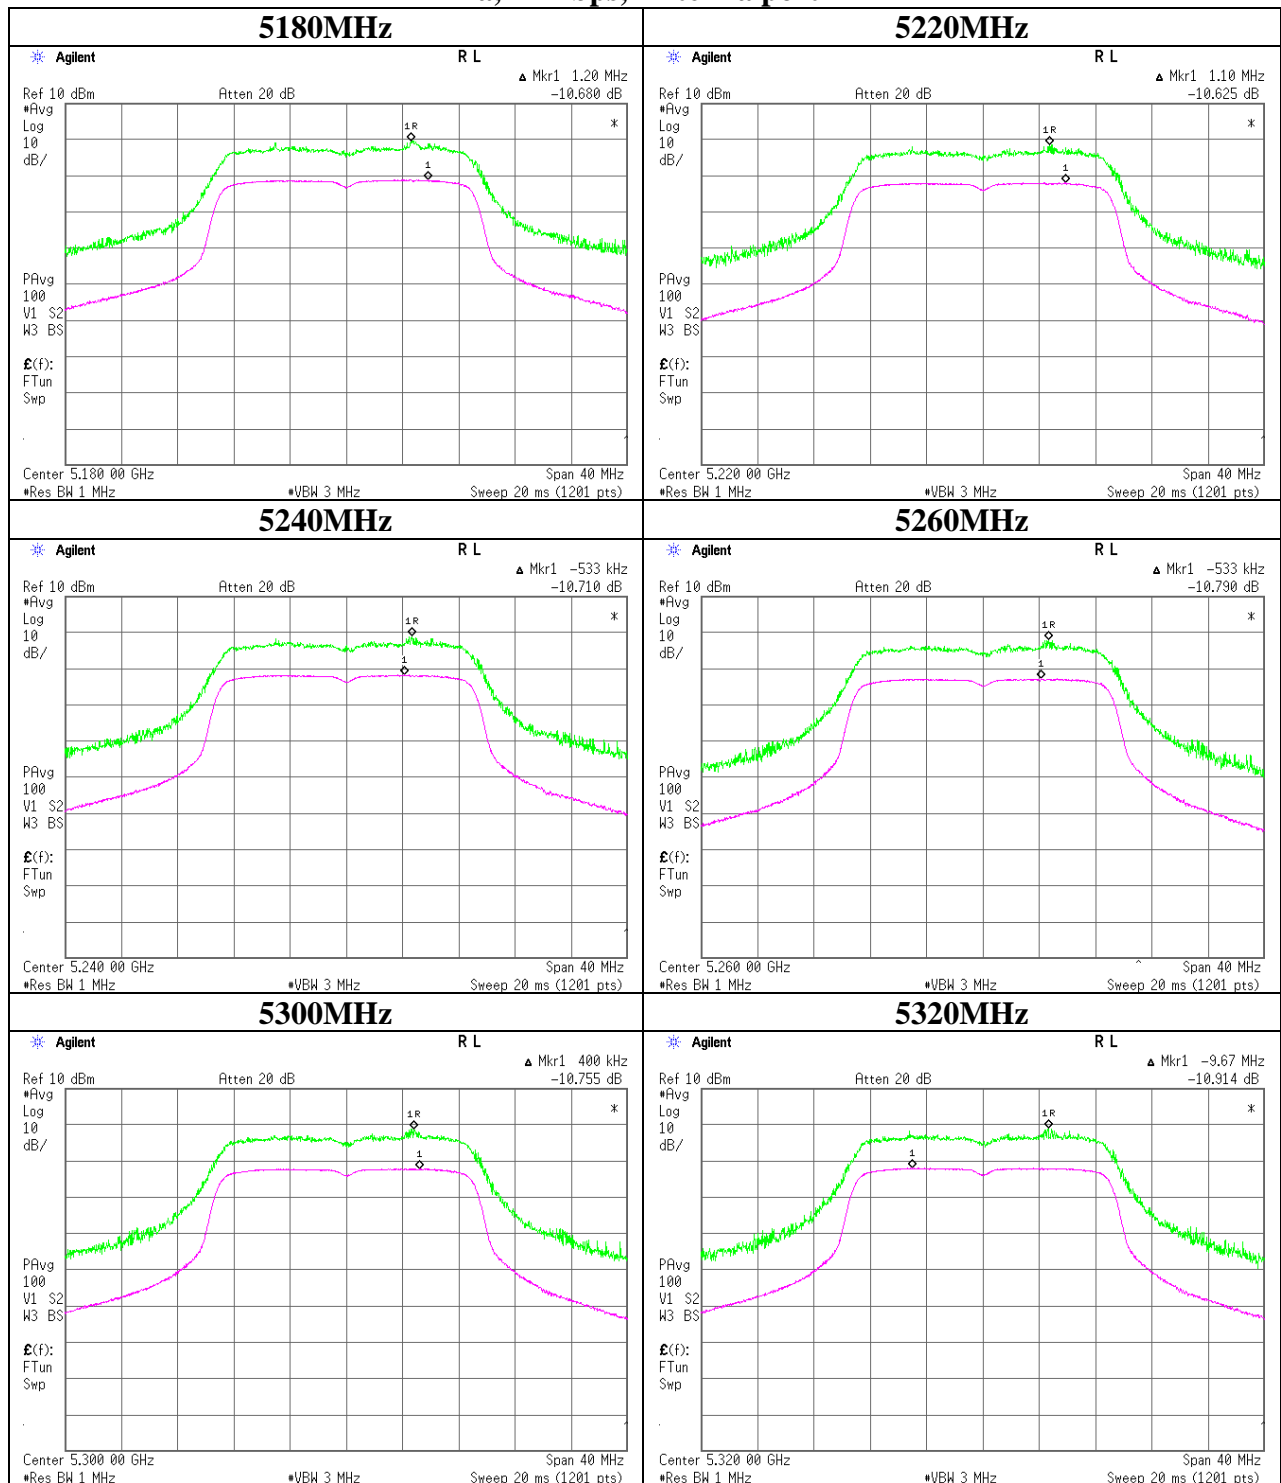 5180MHz
Agilent R L
Δ Mkr1 1.20 MHz
Ref 10 dBm Atten 20 dB -10.680 dB
#Avg
Log
10
dB/
1R
1
*
PAvg
100
V1 S2
W3 BS
£(f):
FTun
Swp
Center 5.180 00 GHz Span 40 MHz
#Res BW 1 MHz #VBW 3 MHz Sweep 20 ms (1201 pts)
5220MHz
Agilent R L
Δ Mkr1 1.10 MHz
Ref 10 dBm Atten 20 dB -10.625 dB
#Avg
Log
10
dB/
1R
1
*
PAvg
100
V1 S2
W3 BS
£(f):
FTun
Swp
Center 5.220 00 GHz Span 40 MHz
#Res BW 1 MHz #VBW 3 MHz Sweep 20 ms (1201 pts)
5240MHz
Agilent R L
Δ Mkr1 -533 kHz
Ref 10 dBm Atten 20 dB -10.710 dB
#Avg
Log
10
dB/
1R
1
*
PAvg
100
V1 S2
W3 BS
£(f):
FTun
Swp
Center 5.240 00 GHz Span 40 MHz
#Res BW 1 MHz #VBW 3 MHz Sweep 20 ms (1201 pts)
5260MHz
Agilent R L
Δ Mkr1 -533 kHz
Ref 10 dBm Atten 20 dB -10.790 dB
#Avg
Log
10
dB/
1R
1
*
PAvg
100
V1 S2
W3 BS
£(f):
FTun
Swp
Center 5.260 00 GHz Span 40 MHz
#Res BW 1 MHz #VBW 3 MHz Sweep 20 ms (1201 pts)
5300MHz
Agilent R L
Δ Mkr1 400 kHz
Ref 10 dBm Atten 20 dB -10.755 dB
#Avg
Log
10
dB/
1R
1
*
PAvg
100
V1 S2
W3 BS
£(f):
FTun
Swp
Center 5.300 00 GHz Span 40 MHz
#Res BW 1 MHz #VBW 3 MHz Sweep 20 ms (1201 pts)
5320MHz
Agilent R L
Δ Mkr1 -9.67 MHz
Ref 10 dBm Atten 20 dB -10.914 dB
#Avg
Log
10
dB/
1R
1
*
PAvg
100
V1 S2
W3 BS
£(f):
FTun
Swp
Center 5.320 00 GHz Span 40 MHz
#Res BW 1 MHz #VBW 3 MHz Sweep 20 ms (1201 pts)